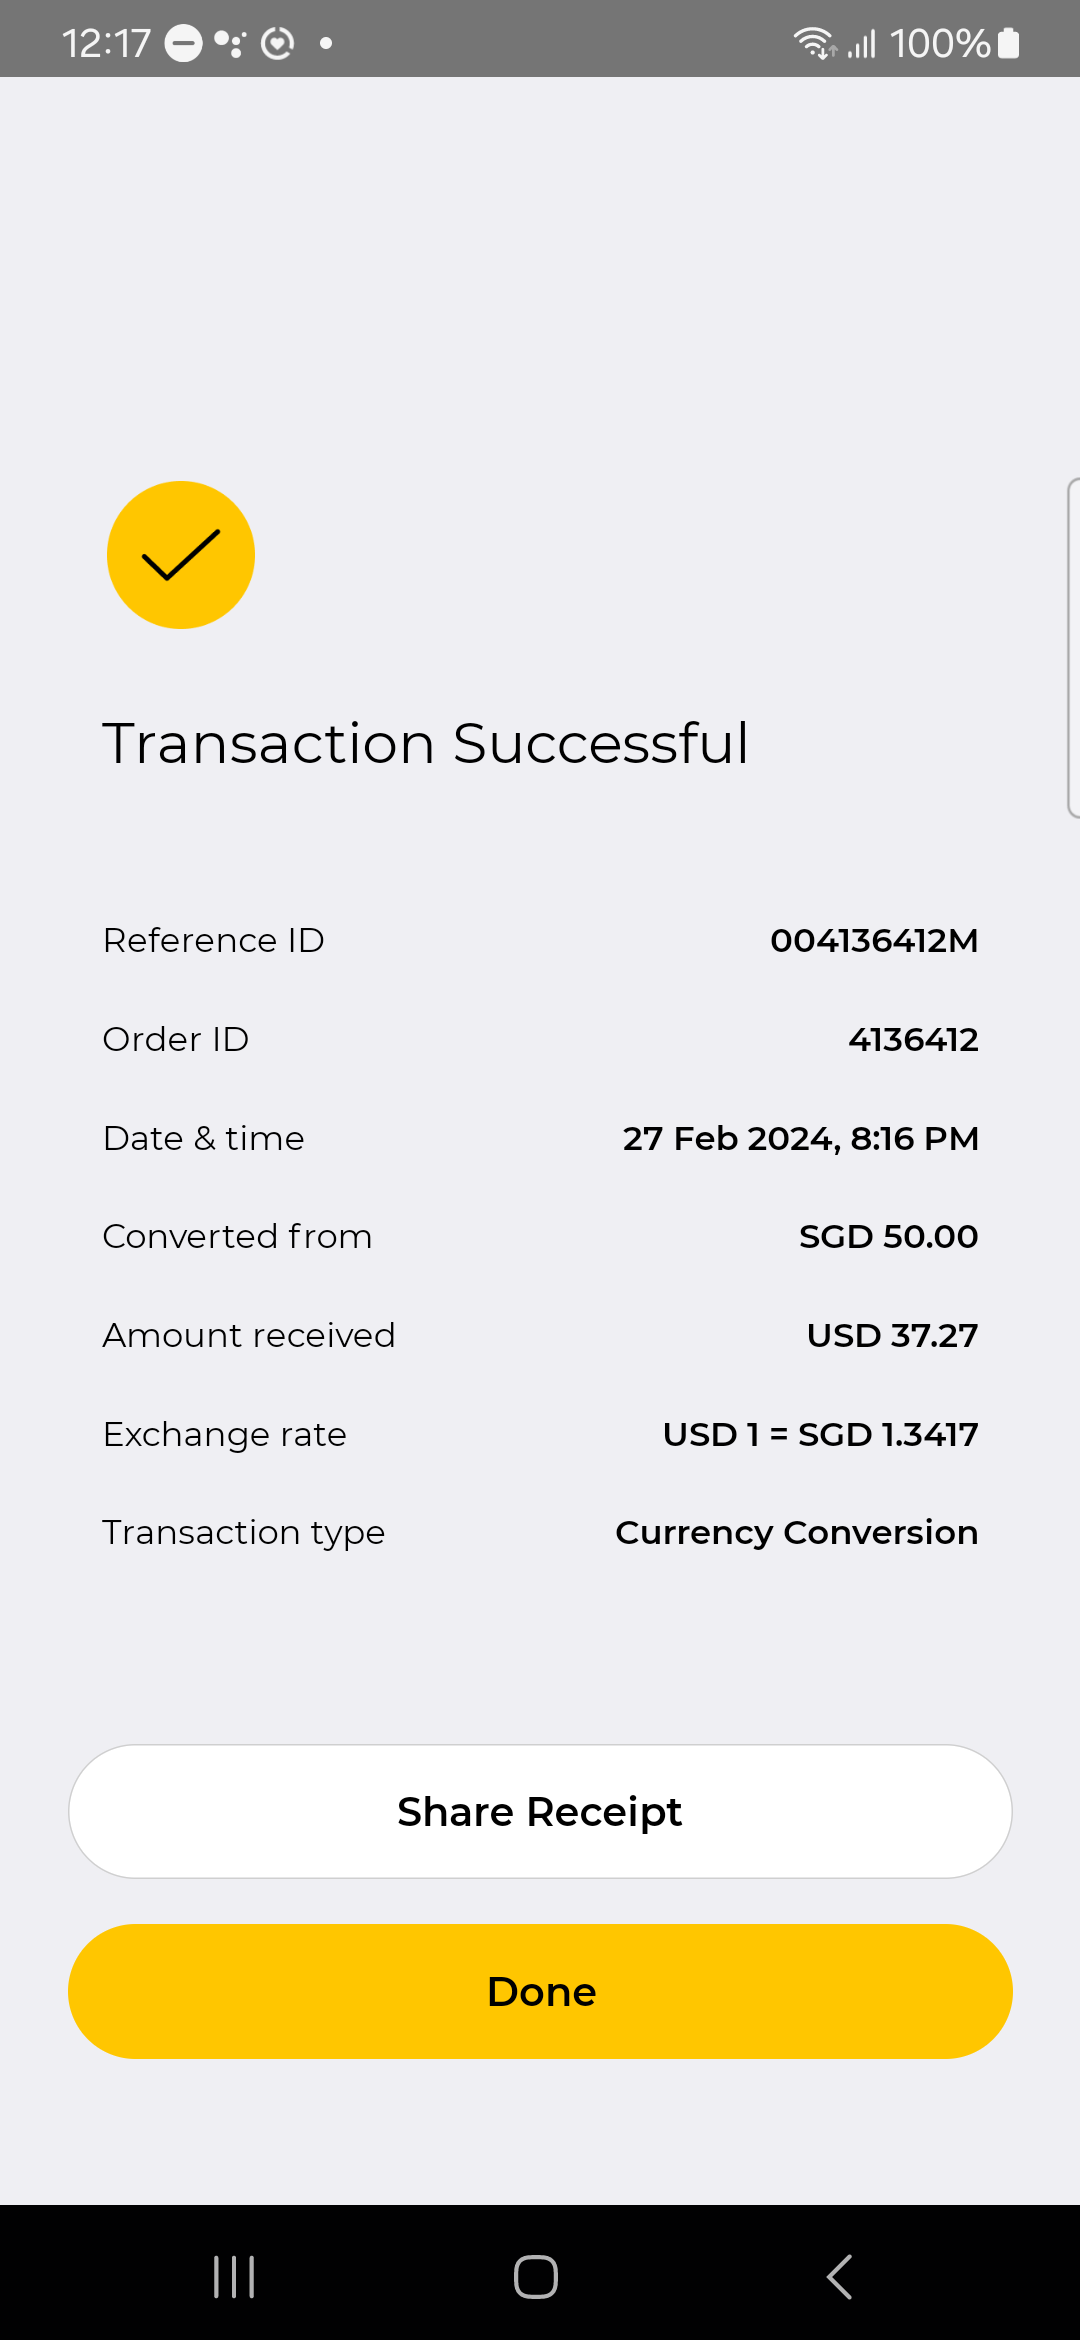 12:17 100%
Transaction Successful
Reference ID 004136412M
Order ID 4136412
Date & time 27 Feb 2024, 8:16 PM
Converted from SGD 50.00
Amount received USD 37.27
Exchange rate USD 1 = SGD 1.3417
Transaction type Currency Conversion
Share Receipt
Done